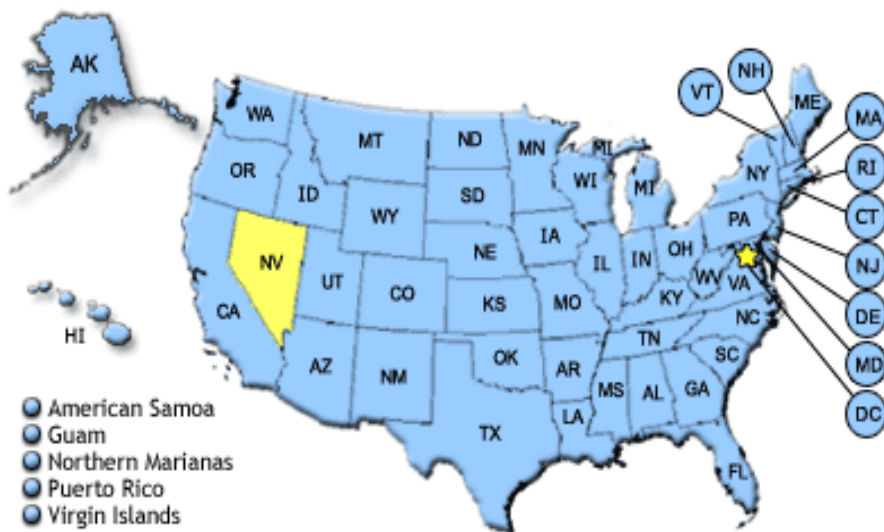 AK
NH
VT
ME
MA
WA
MT
ND
MN
MI
RI
OR
ID
SD
WI
MI
NY
CT
WY
PA
IA
NE
OH
NJ
NV
IL
IN
UT
WV
VA
CO
KS
MO
KY
DE
CA
NC
HI
TN
MD
AZ
NM
OK
AR
SC
MS
AL
GA
DC
American Samoa
LA
TX
Guam
Northern Marianas
FL
Puerto Rico
Virgin Islands